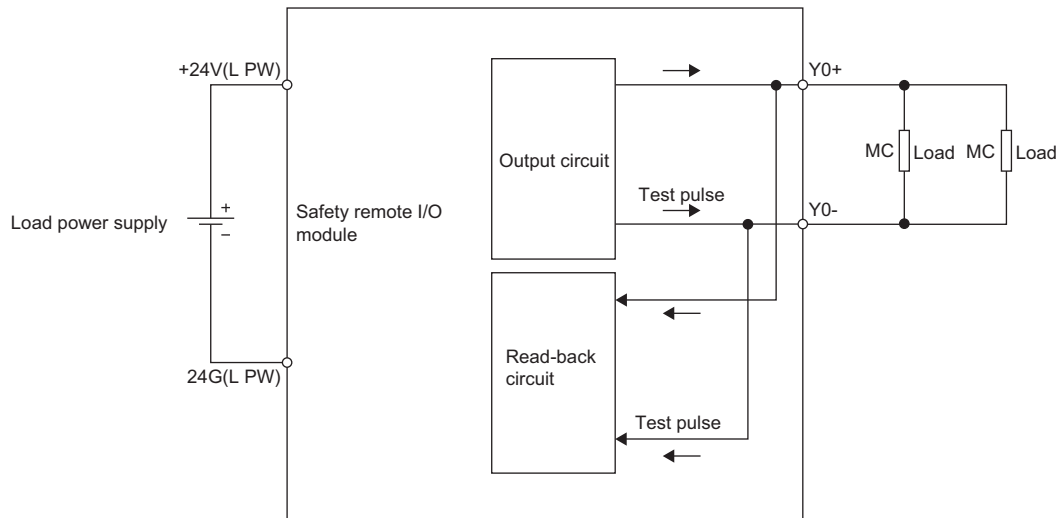 +24V(L PW)
Y0+
Output circuit
MC
Load
MC
Load
Test pulse
Y0-
Load power supply
+
−
Safety remote I/O
module
Read-back
circuit
24G(L PW)
Test pulse